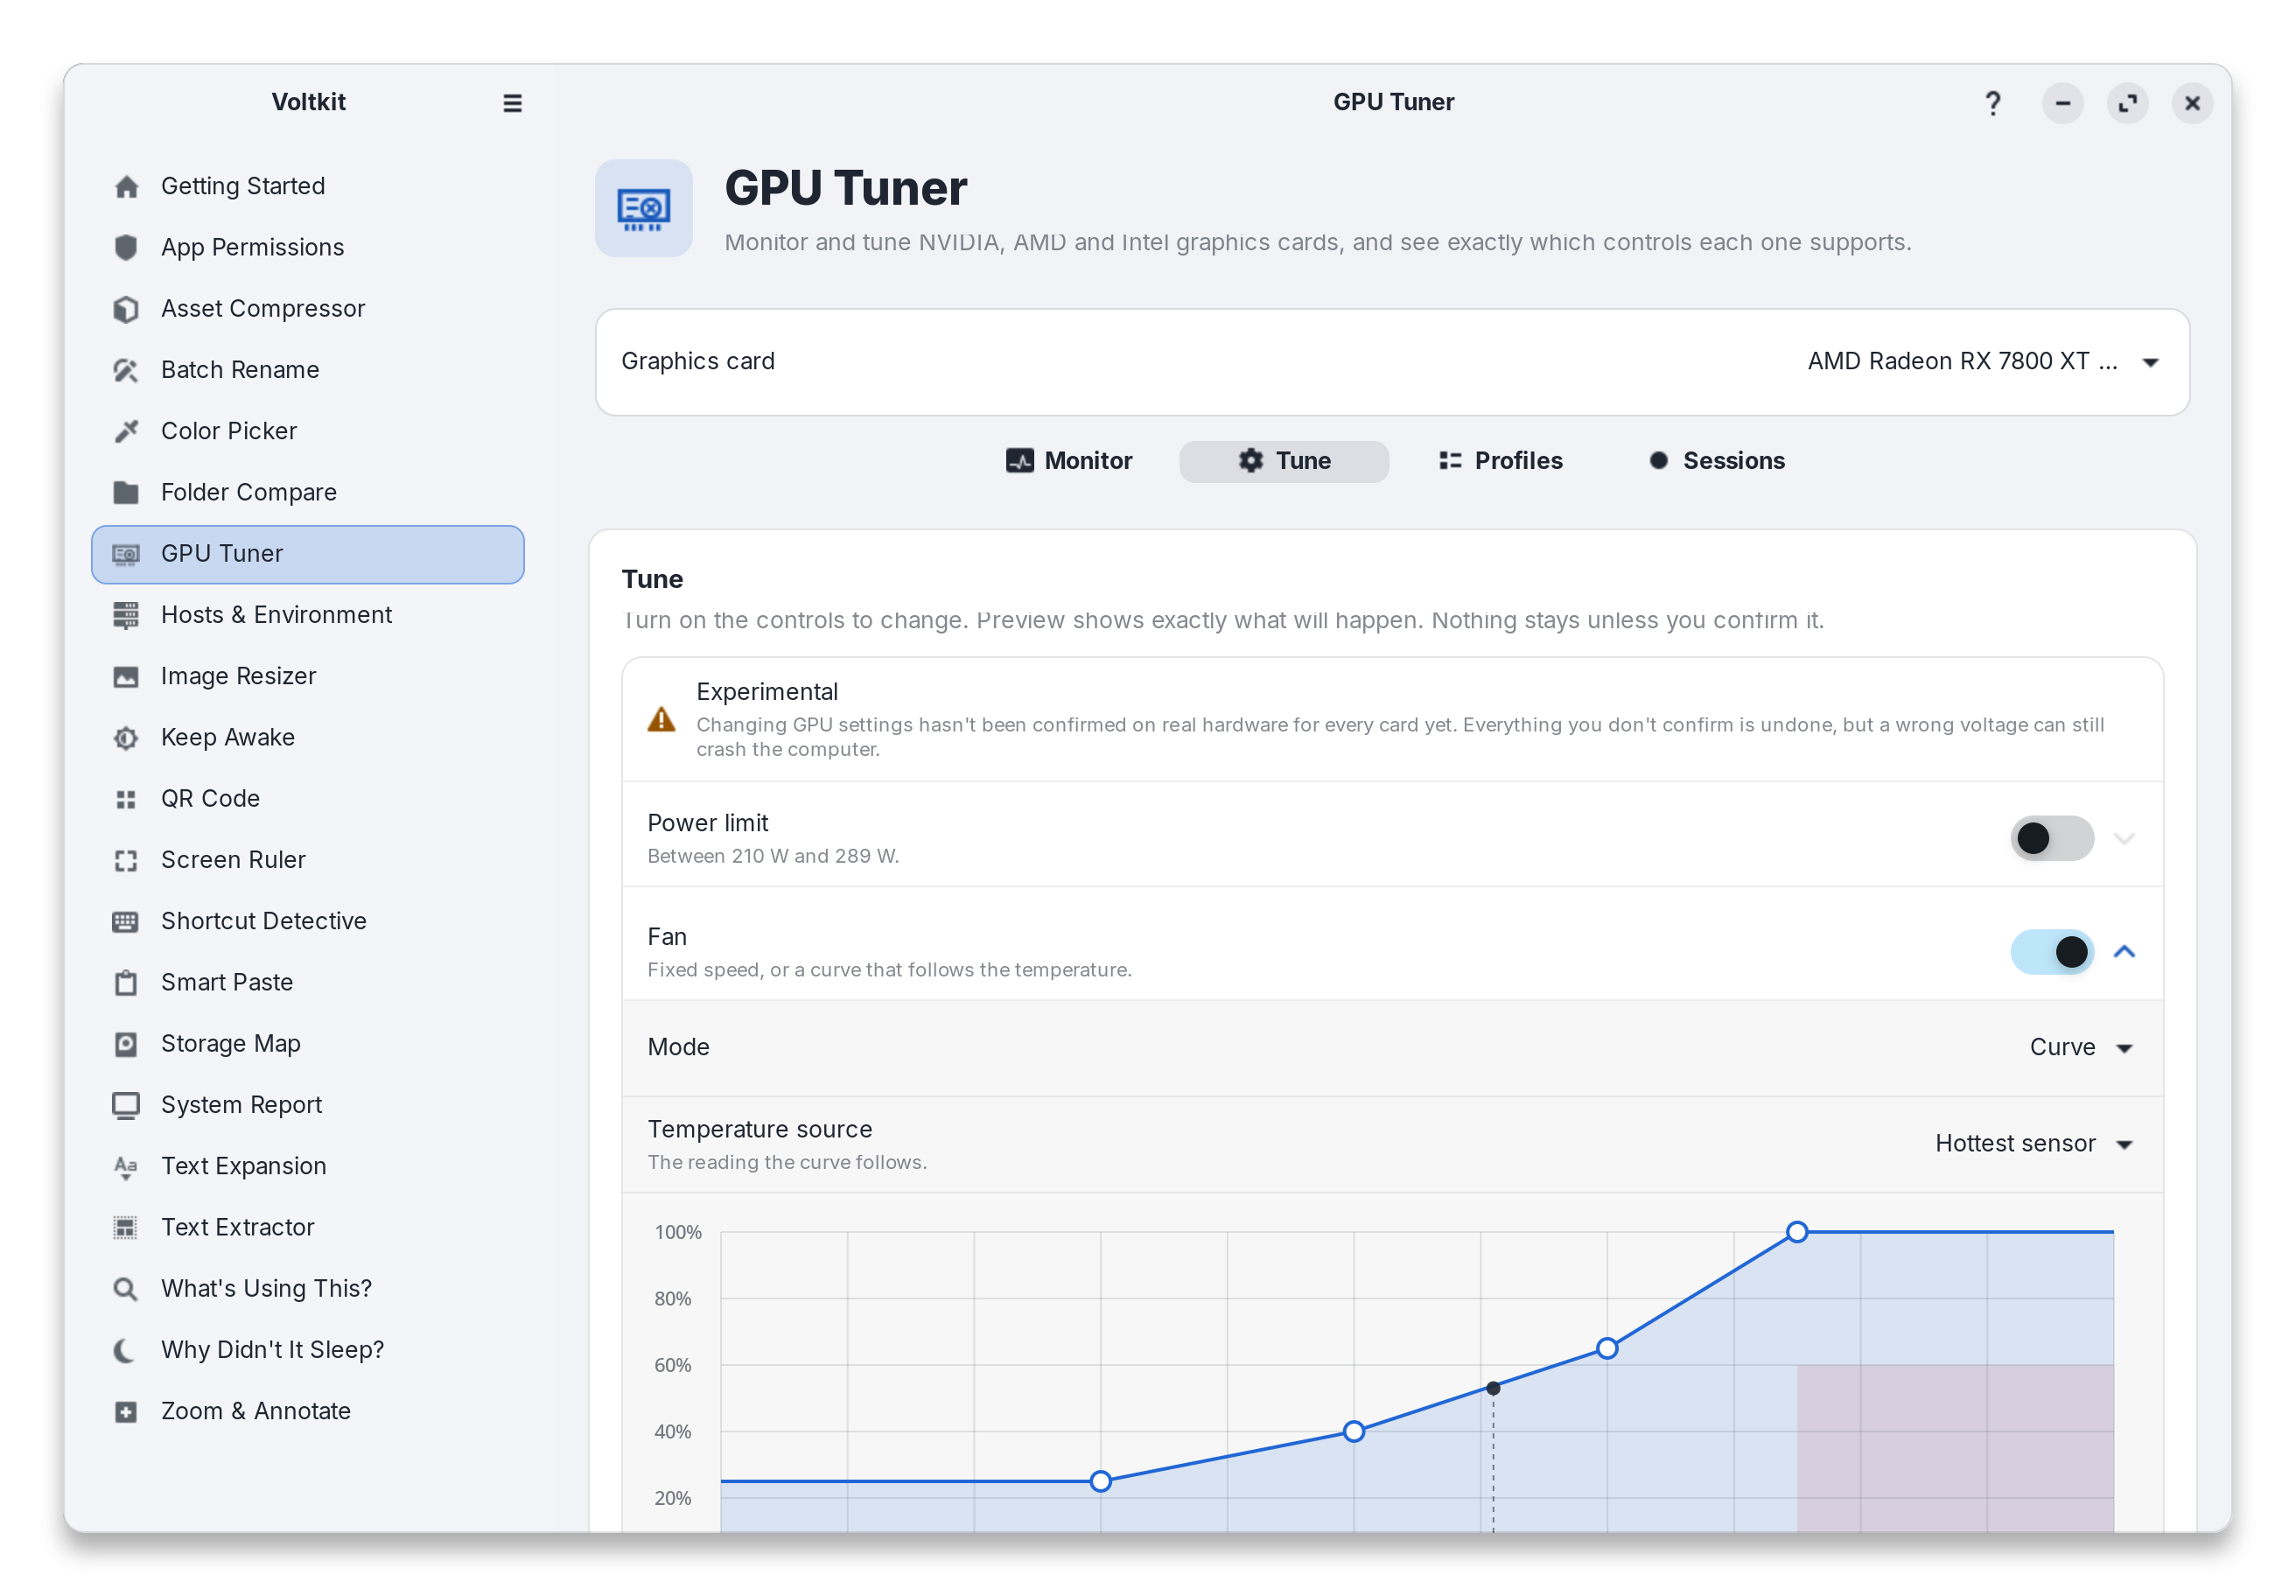 Voltkit
GPU Tuner
?
Getting Started
App Permissions
Asset Compressor
Batch Rename
Color Picker
Folder Compare
GPU Tuner
Hosts & Environment
Image Resizer
Keep Awake
QR Code
Screen Ruler
Shortcut Detective
Smart Paste
Storage Map
System Report
Text Expansion
Text Extractor
What's Using This?
Why Didn't It Sleep?
Zoom & Annotate
GPU Tuner
Monitor and tune NVIDIA, AMD and Intel graphics cards, and see exactly which controls each one supports.
Graphics card
AMD Radeon RX 7800 XT ...
Monitor
Tune
Profiles
Sessions
Tune
Turn on the controls to change. Preview shows exactly what will happen. Nothing stays unless you confirm it.
Experimental
Changing GPU settings hasn't been confirmed on real hardware for every card yet. Everything you don't confirm is undone, but a wrong voltage can still
crash the computer.
Power limit
Between 210 W and 289 W.
Fan
Fixed speed, or a curve that follows the temperature.
Mode
Curve
Temperature source
The reading the curve follows.
Hottest sensor
100%
80%
60%
40%
20%